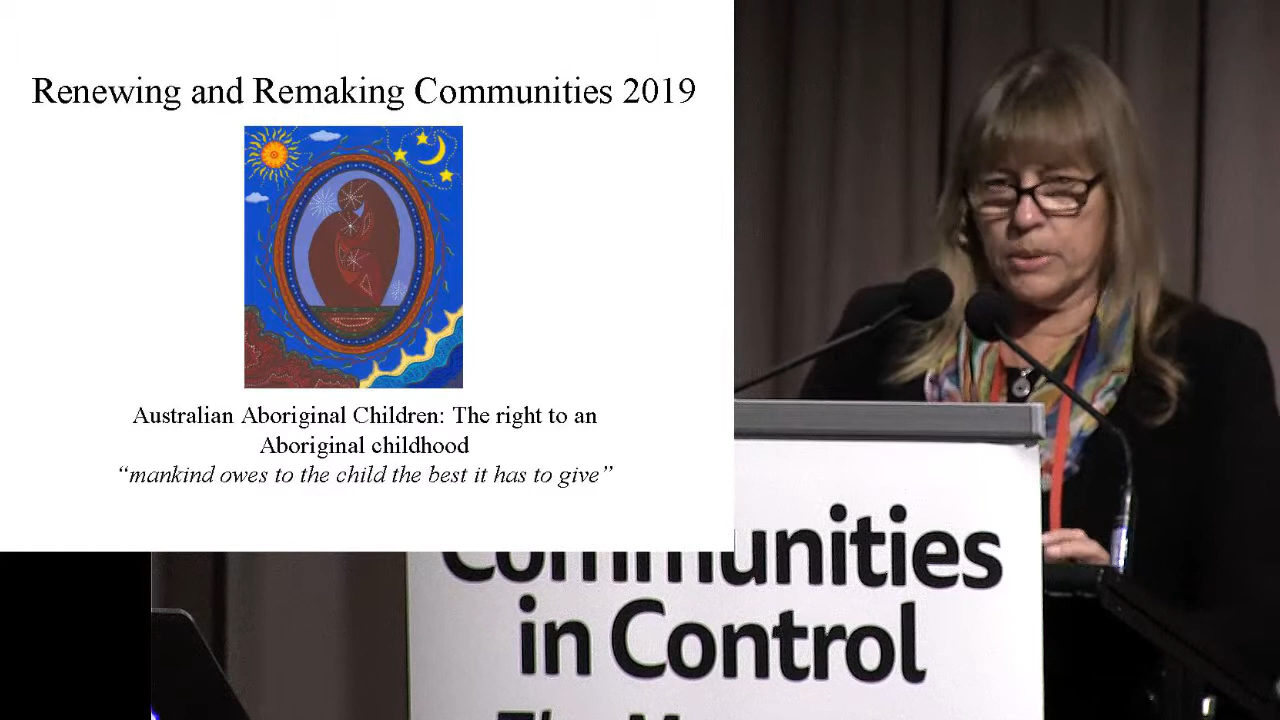 Renewing and Remaking Communities 2019
Australian Aboriginal Children: The right to an
Aboriginal childhood
“mankind owes to the child the best it has to give”
Communities
in Control